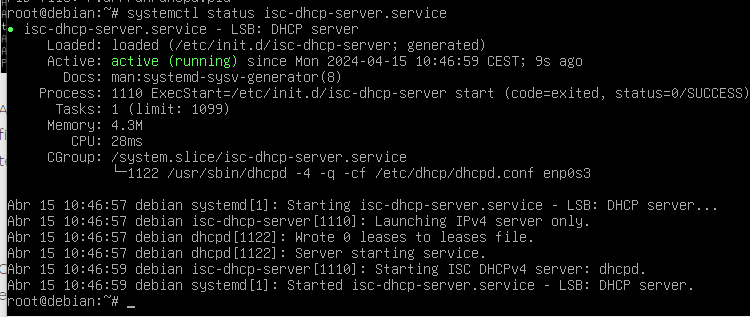 root@debian:~# systemctl status isc-dhcp-server.service
● isc-dhcp-server.service - LSB: DHCP server
Loaded: loaded (/etc/init.d/isc-dhcp-server; generated)
Active: active (running) since Mon 2024-04-15 10:46:59 CEST; 9s ago
Docs: man:systemd-sysv-generator(8)
Process: 1110 ExecStart=/etc/init.d/isc-dhcp-server start (code=exited, status=0/SUCCESS)
Tasks: 1 (limit: 1099)
Memory: 4.3M
CPU: 28ms
CGroup: /system.slice/isc-dhcp-server.service
└─1122 /usr/sbin/dhcpd -4 -q -cf /etc/dhcp/dhcpd.conf enp0s3
Abr 15 10:46:57 debian systemd[1]: Starting isc-dhcp-server.service - LSB: DHCP server...
Abr 15 10:46:57 debian isc-dhcp-server[1110]: Launching IPv4 server only.
Abr 15 10:46:57 debian dhcpd[1122]: Wrote 0 leases to leases file.
Abr 15 10:46:57 debian dhcpd[1122]: Server starting service.
Abr 15 10:46:59 debian isc-dhcp-server[1110]: Starting ISC DHCPv4 server: dhcpd.
Abr 15 10:46:59 debian systemd[1]: Started isc-dhcp-server.service - LSB: DHCP server.
root@debian:~# _